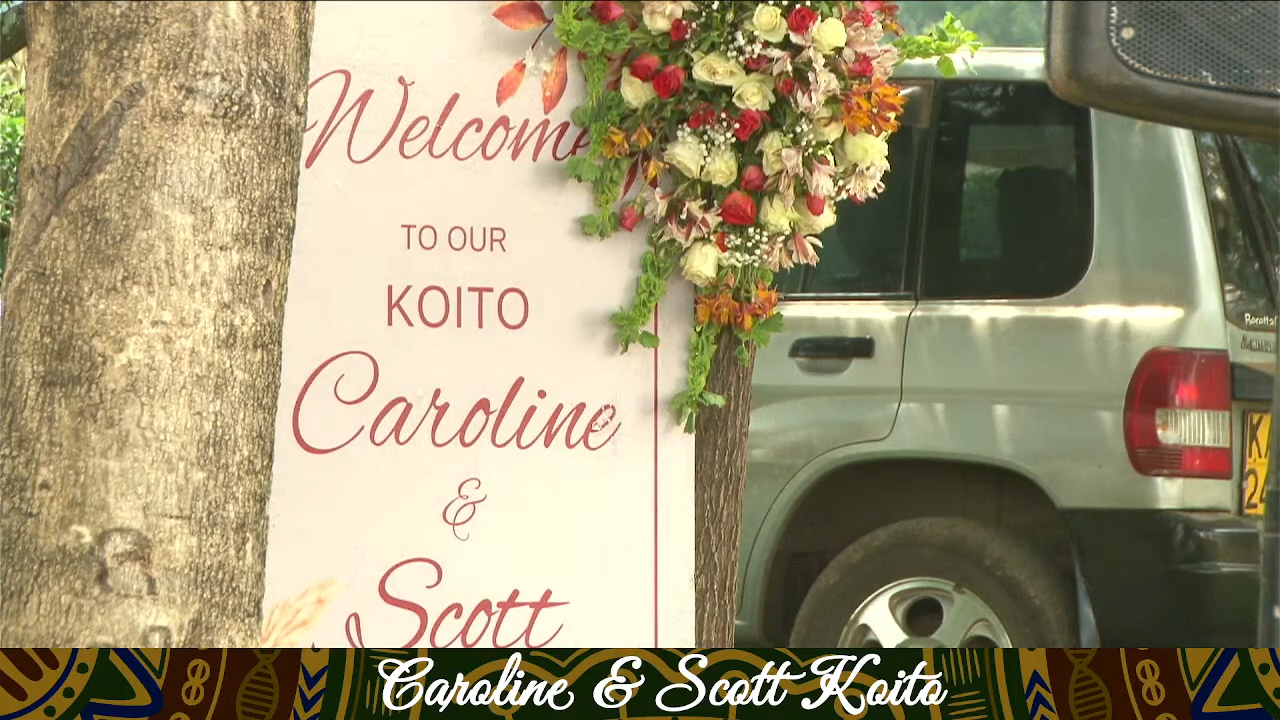 Welcome
TO OUR
KOITO
Caroline
&
Scott
Caroline & Scott Koito